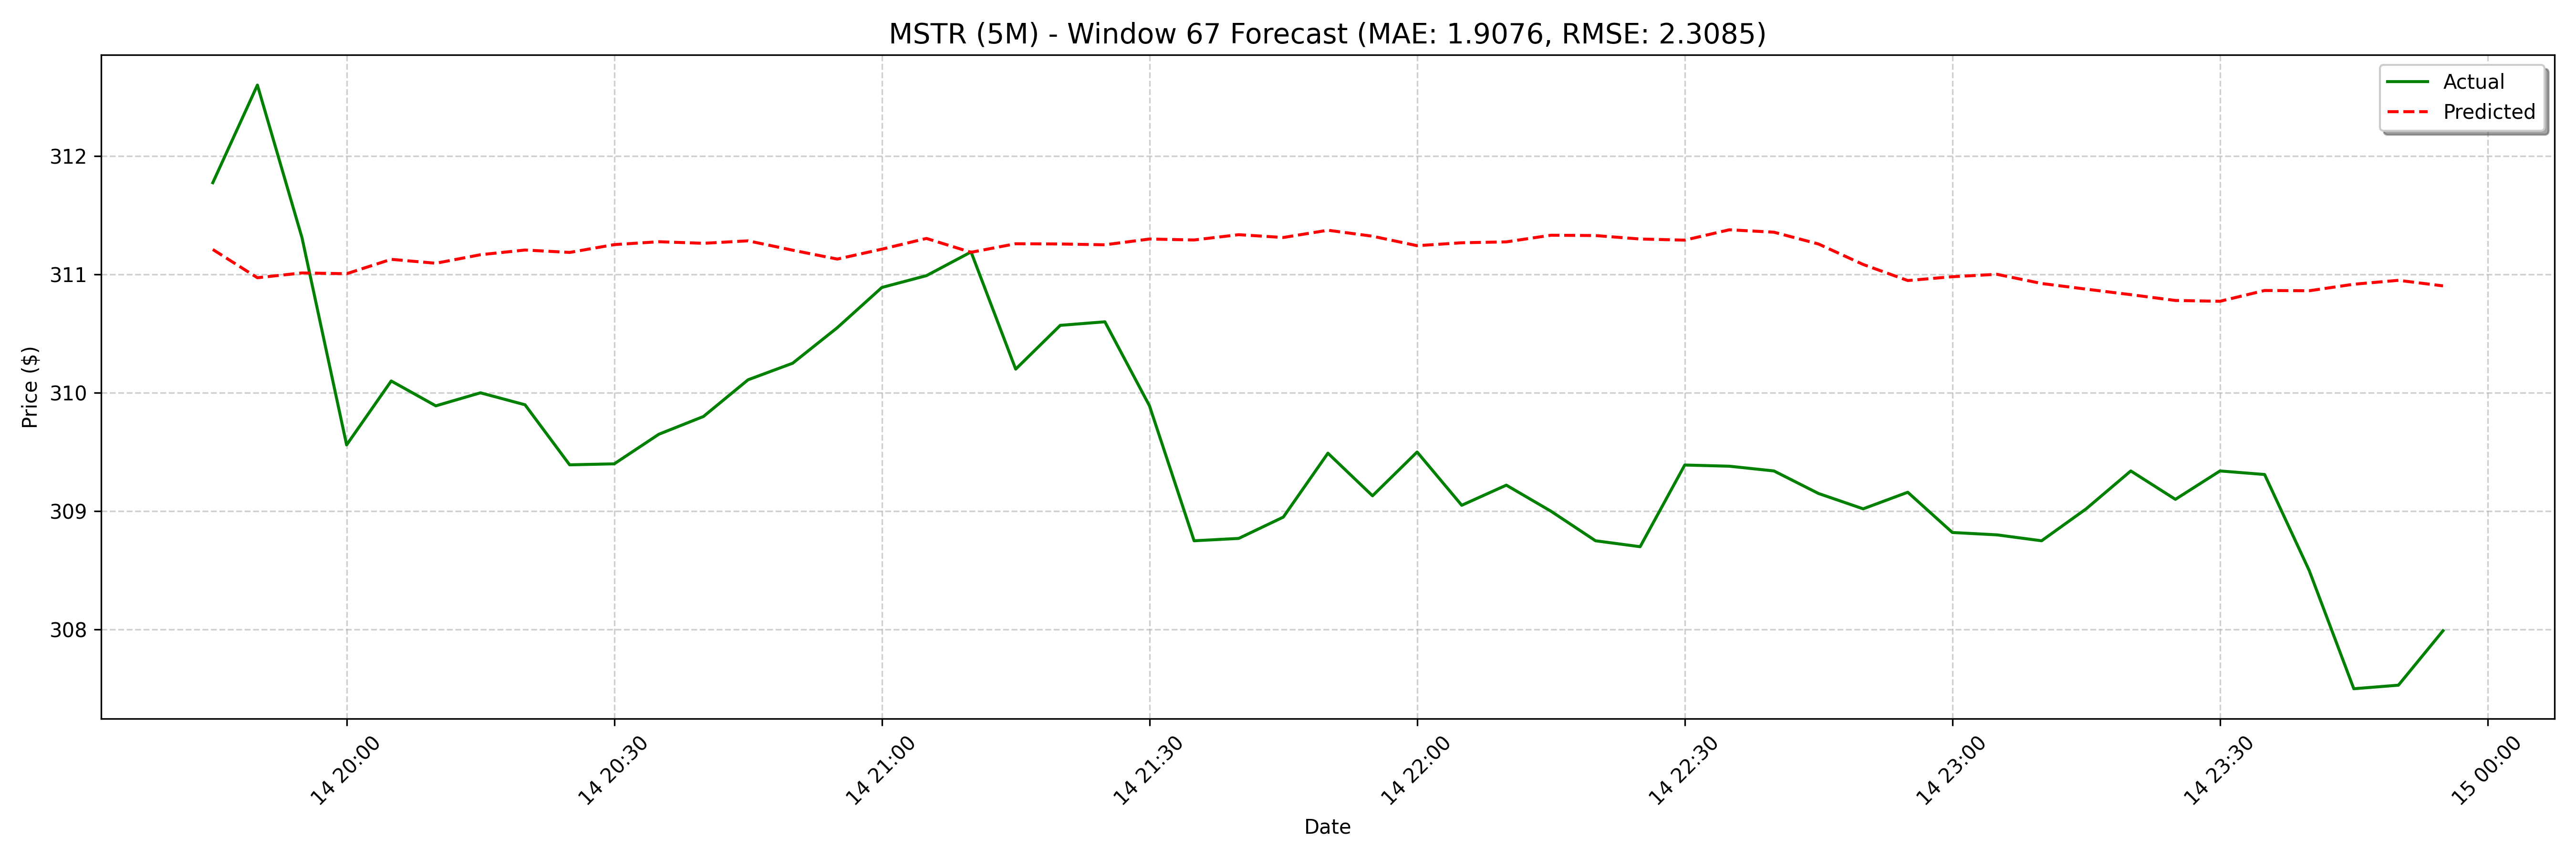 MSTR (5M) - Window 67 Forecast (MAE: 1.9076, RMSE: 2.3085)
Actual
Predicted
Price ($)
312
311
310
309
308
14 20:00
14 20:30
14 21:00
14 21:30
14 22:00
14 22:30
14 23:00
14 23:30
15 00:00
Date